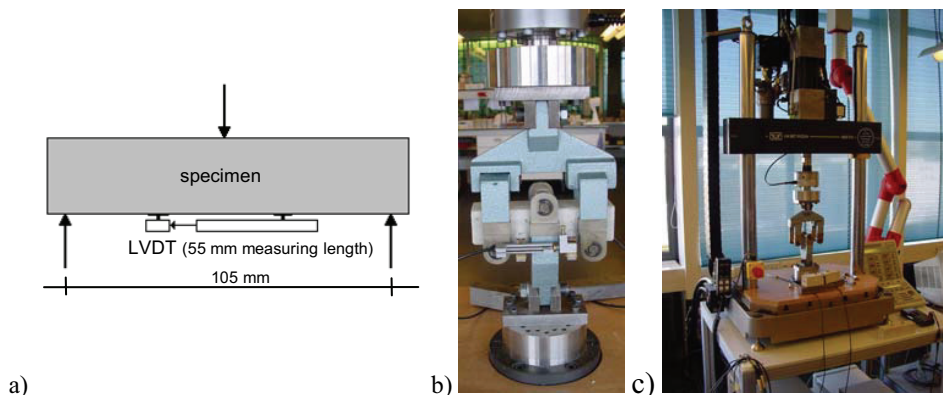 specimen
LVDT (55 mm measuring length)
105 mm
a)
b)
c)